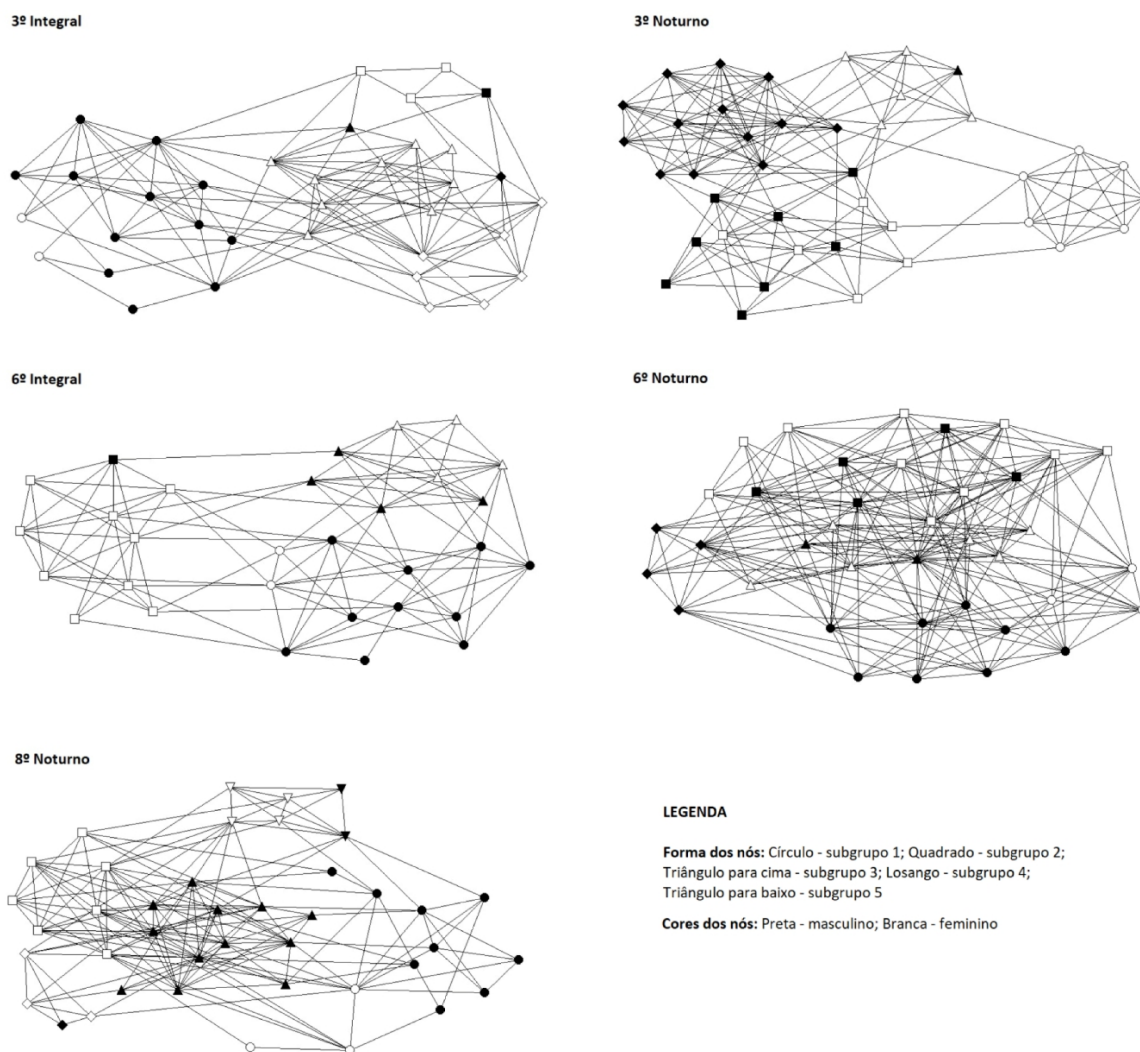 3º Integral
3º Noturno
6º Integral
6º Noturno
8º Noturno
LEGENDA
Forma dos nós: Círculo - subgrupo 1; Quadrado - subgrupo 2;
Triângulo para cima - subgrupo 3; Losango - subgrupo 4;
Triângulo para baixo - subgrupo 5
Cores dos nós: Preta - masculino; Branca - feminino